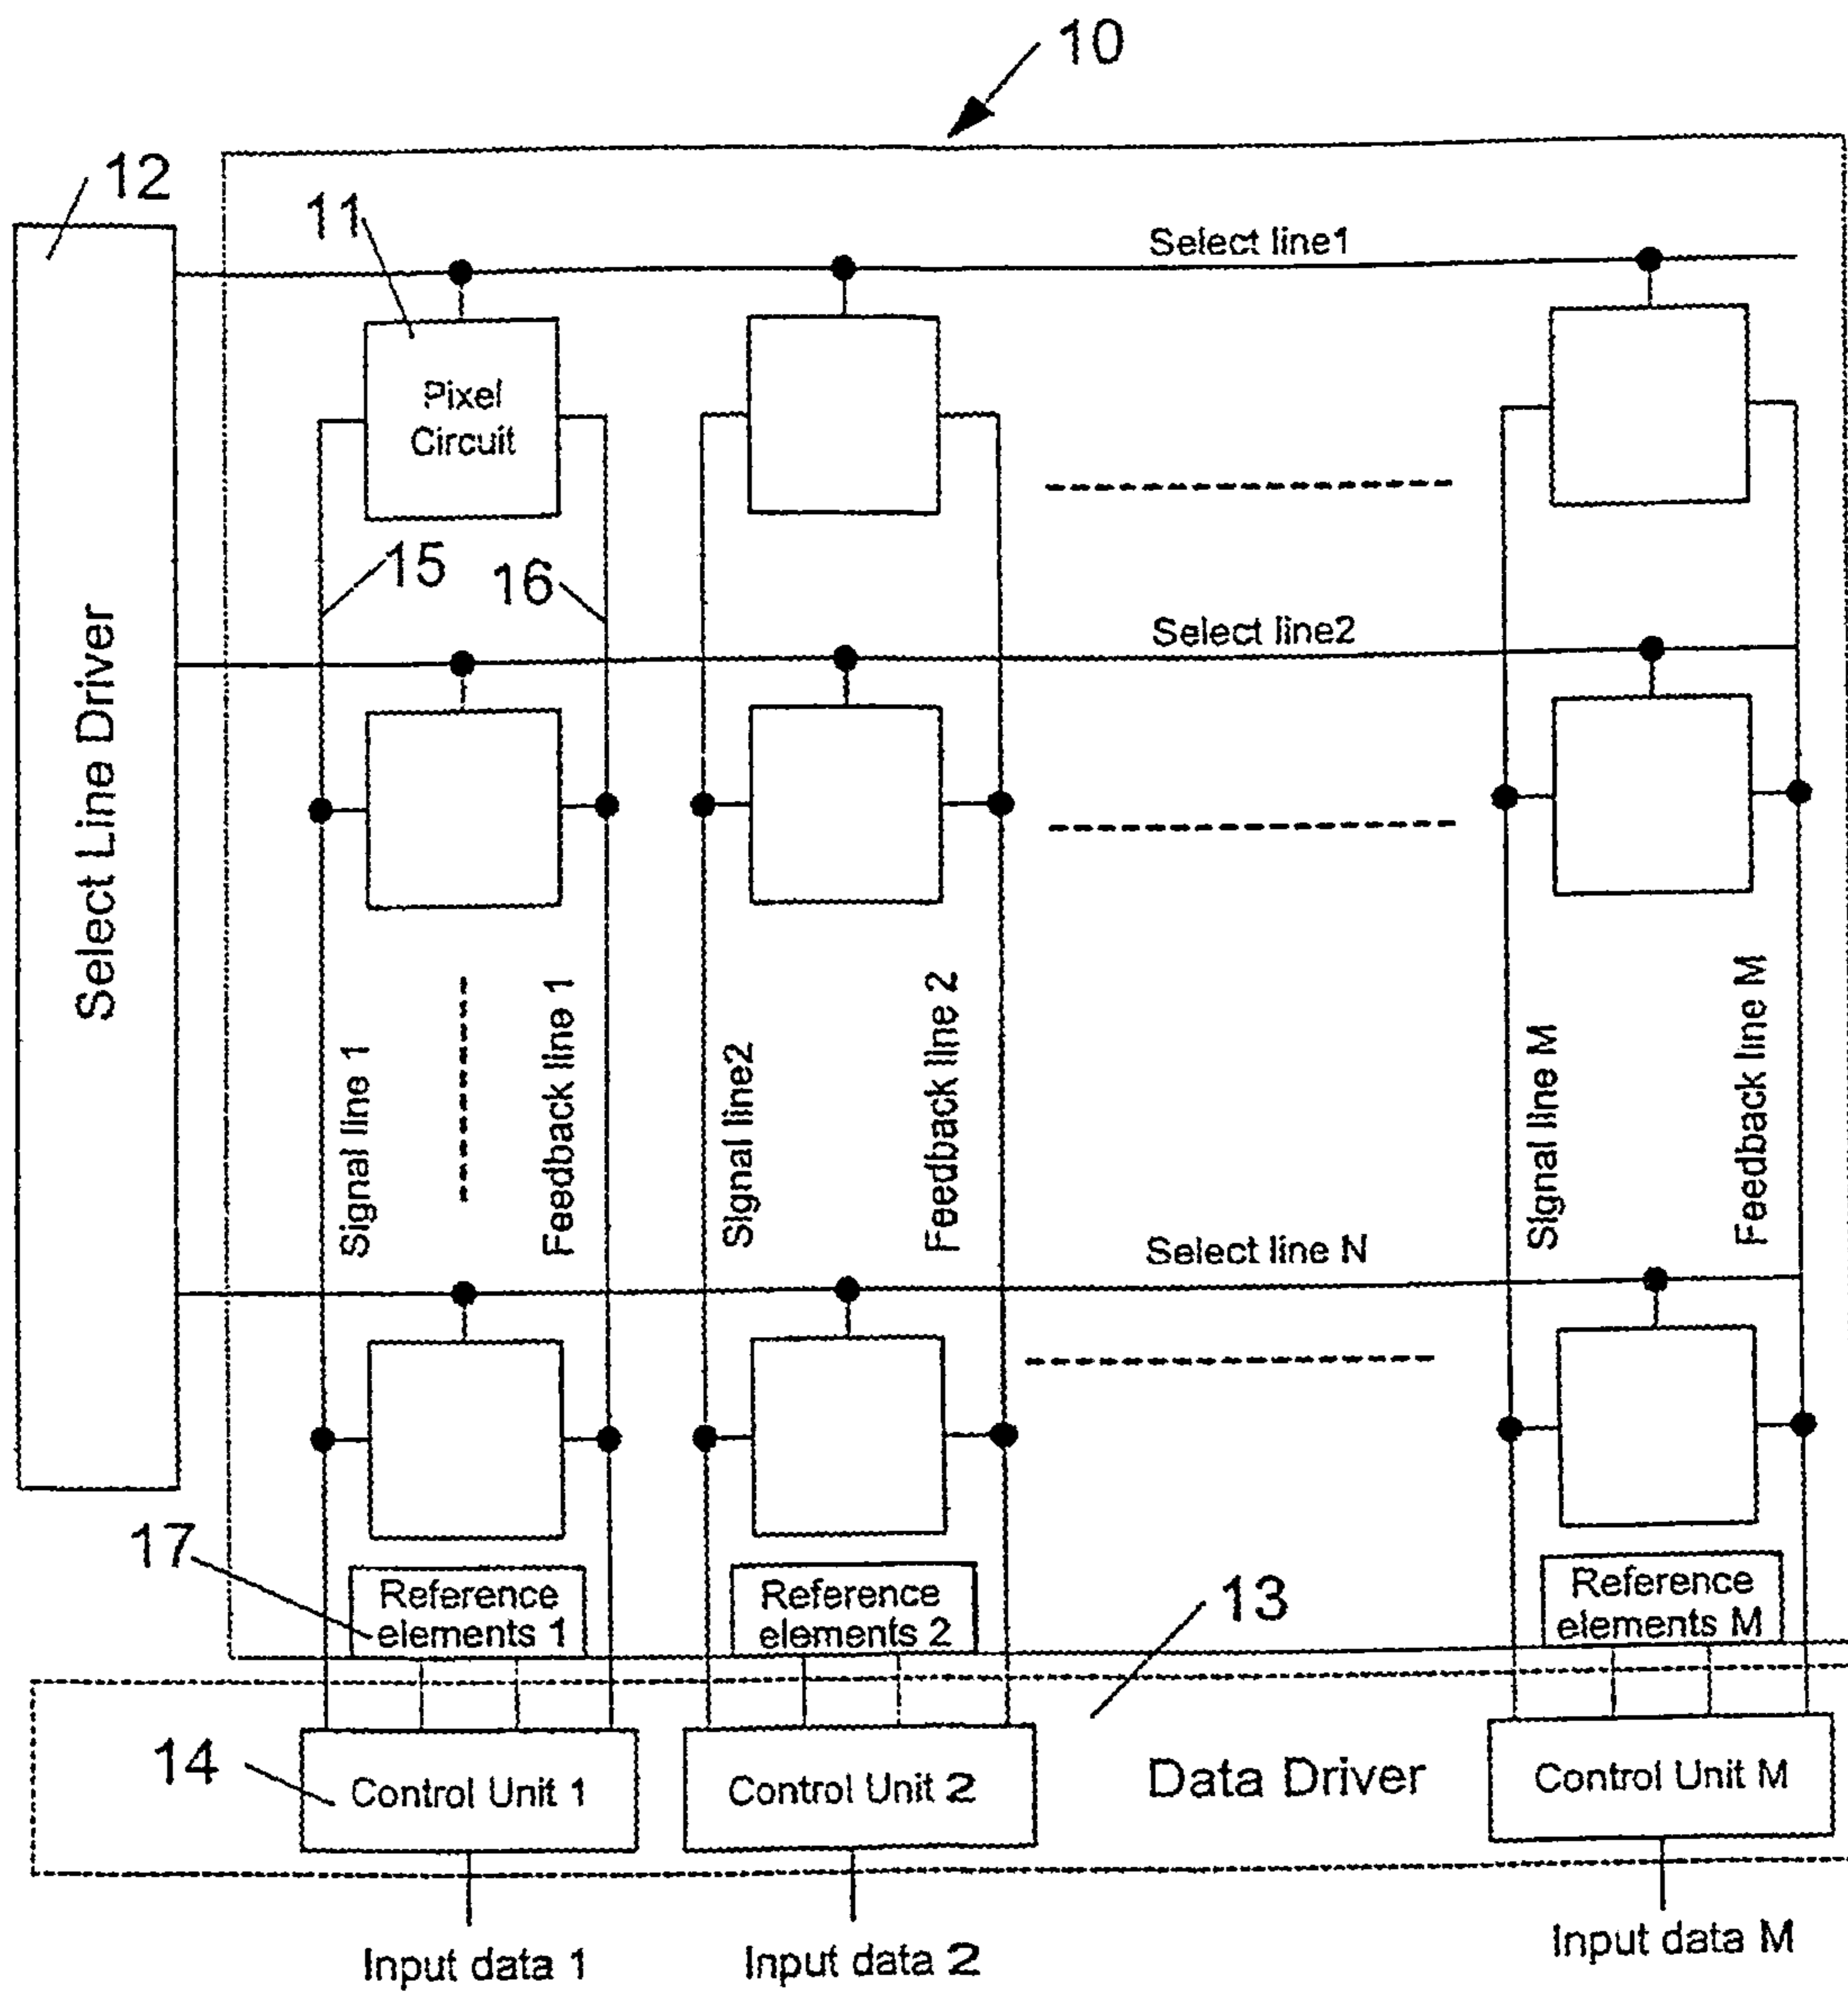 10
12
11
Select line1
Pixel
Circuit
15
16
Select line2
Select Line Driver
Signal line 1
Feedback line 1
Signal line2
Feedback line 2
Signal line M
Feedback line M
Select line N
17
Reference
elements 1
Reference
elements 2
Reference
elements M
13
14
Control Unit 1
Control Unit 2
Data Driver
Control Unit M
Input data 1
Input data 2
Input data M